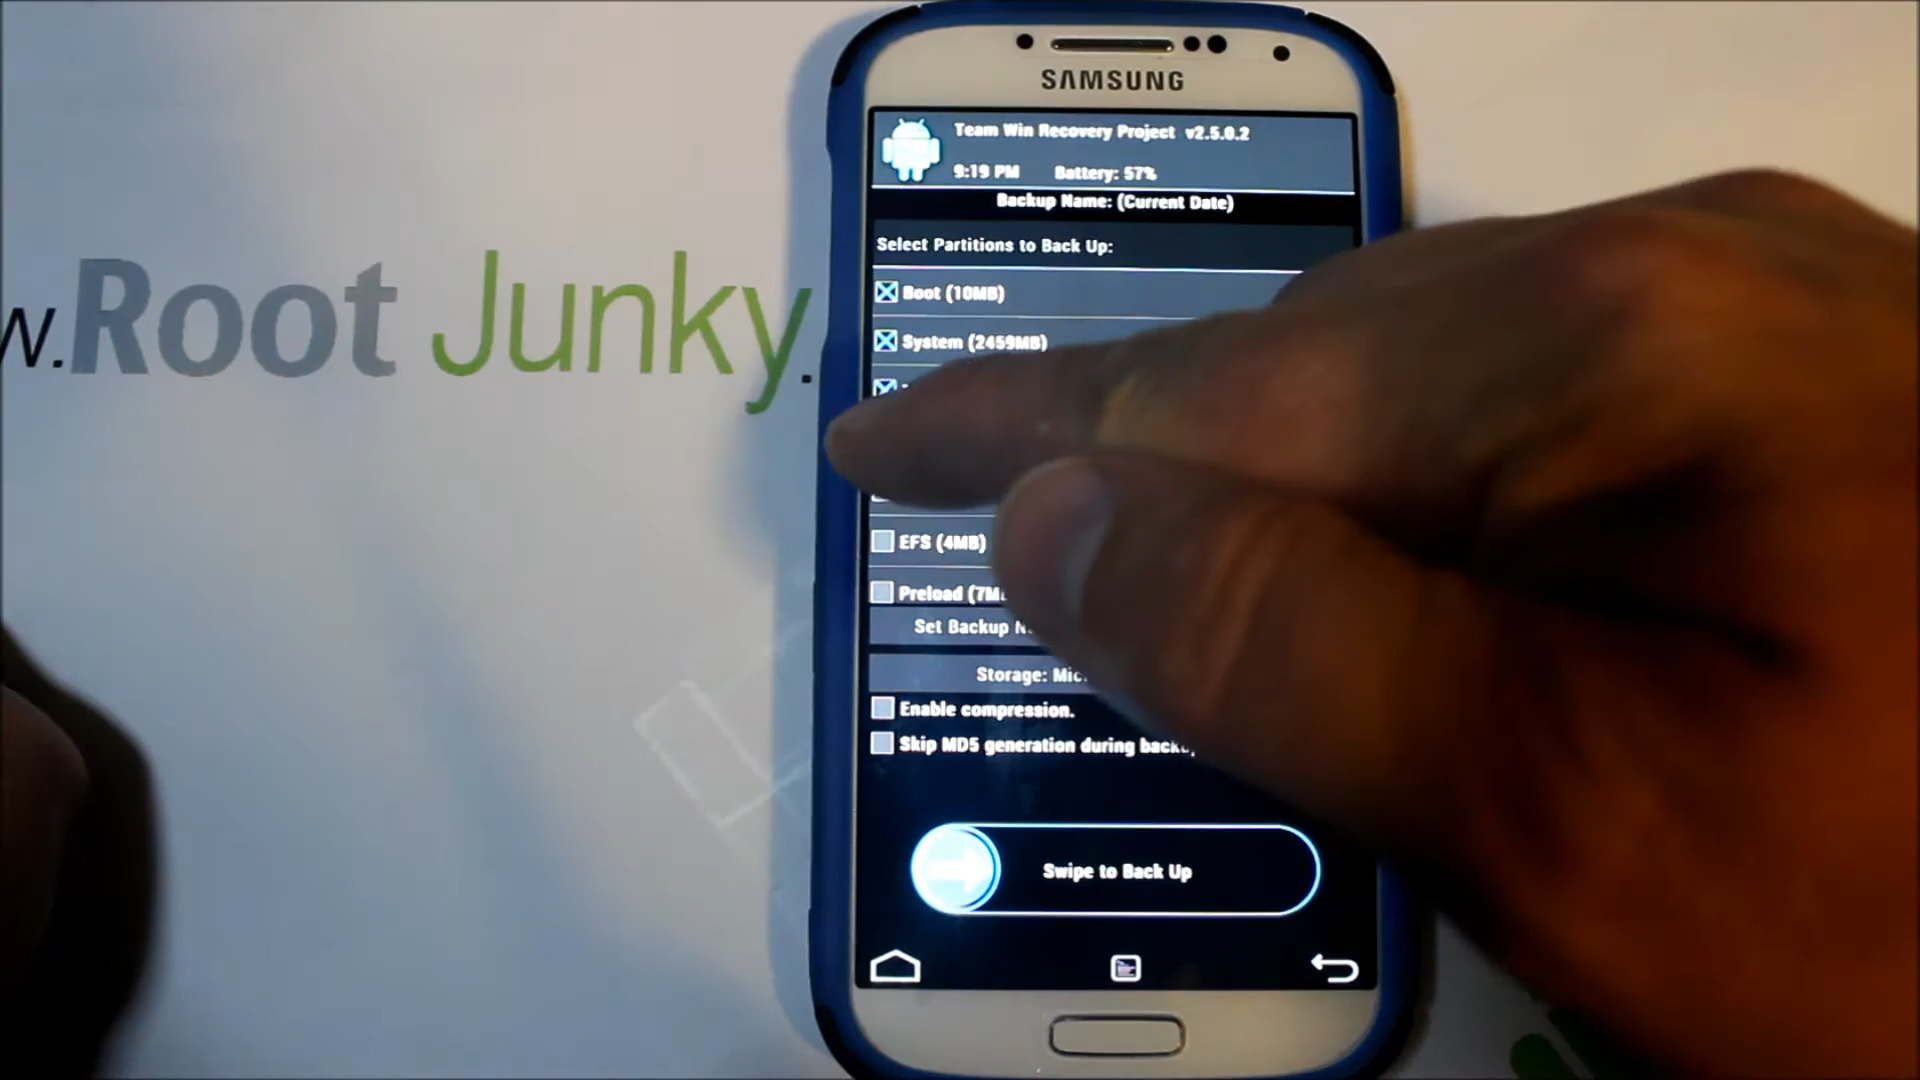 SAMSUNG
Team Win Recovery Project v2.5.0.2
9:19 PM Battery: 57%
Backup Name: (Current Date)
Select Partitions to Back Up:
Boot (10MB)
System (2459MB)
EFS (4MB)
Preload
Set Backup
Storage:
Enable compression.
Skip MD5 generation during
Swipe to Back Up
w.Root Junky.